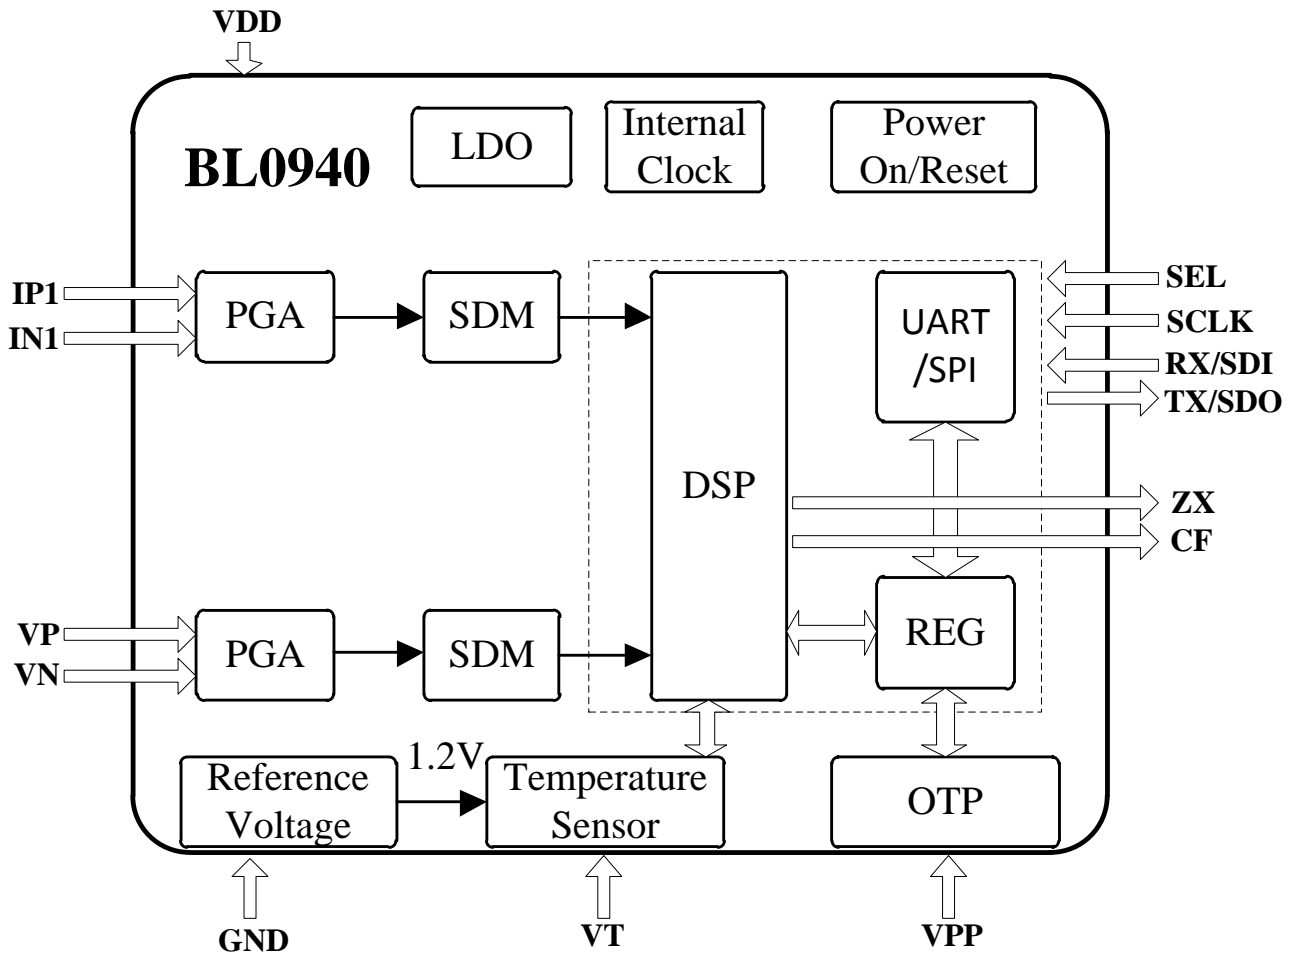 VDD
BL0940
LDO
Internal
Clock
Power
On/Reset
IP1
IN1
PGA
SDM
DSP
UART
/SPI
SEL
SCLK
RX/SDI
TX/SDO
ZX
CF
VP
VN
PGA
SDM
REG
Reference
Voltage
1.2V
Temperature
Sensor
OTP
GND
VT
VPP